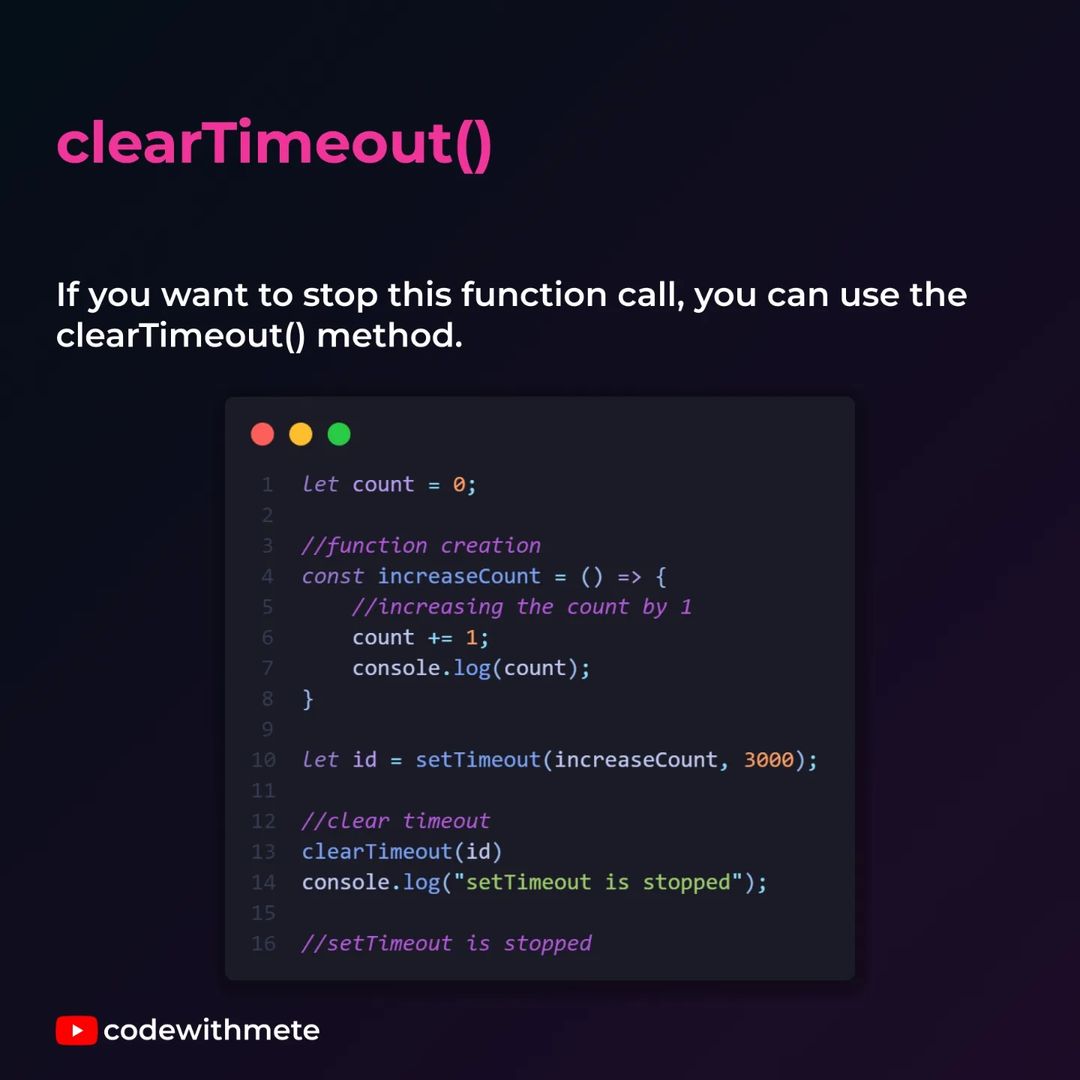 clearTimeout()
If you want to stop this function call, you can use the
clearTimeout() method.
1 let count = 0;
2
3 //function creation
4 const increaseCount = () => {
5     //increasing the count by 1
6     count += 1;
7     console.log(count);
8 }
9
10 let id = setTimeout(increaseCount, 3000);
11
12 //clear timeout
13 clearTimeout(id)
14 console.log("setTimeout is stopped");
15
16 //setTimeout is stopped
codewithmete